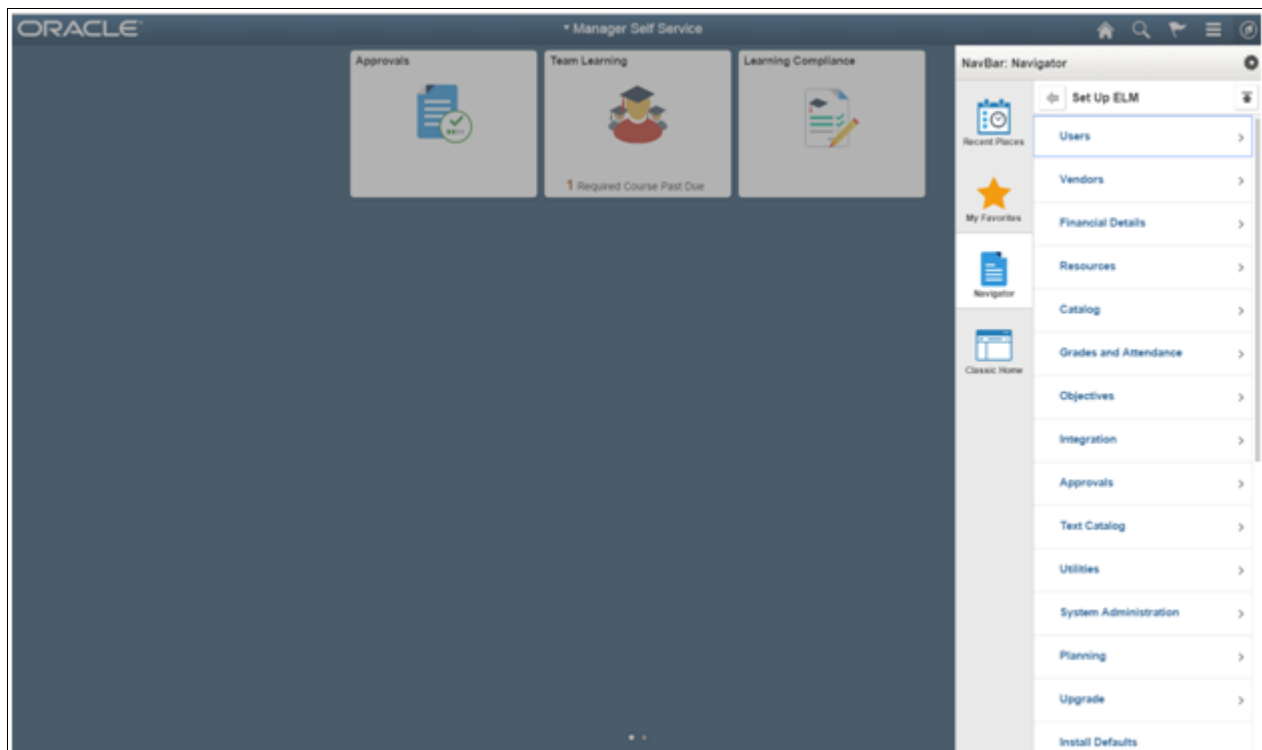 ORACLE
Manager Self Service
Approvals
Team Learning
1 Required Course Past Due
Learning Compliance
NavBar: Navigator
Recent Places
My Favorites
Navigator
Classic Home
Set Up ELM
Users
Vendors
Financial Details
Resources
Catalog
Grades and Attendance
Objectives
Integration
Approvals
Text Catalog
Utilities
System Administration
Planning
Upgrade
Install Defaults